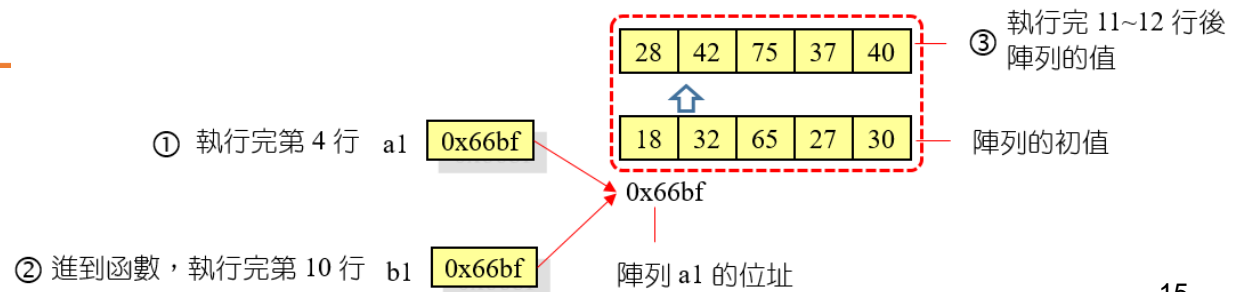 28 42 75 37 40
③ 執行完 11~12 行後
陣列的值
① 執行完第 4 行 a1 0x66bf
18 32 65 27 30
陣列的初值
0x66bf
② 進到函數，執行完第 10 行 b1 0x66bf
陣列 a1 的位址
15